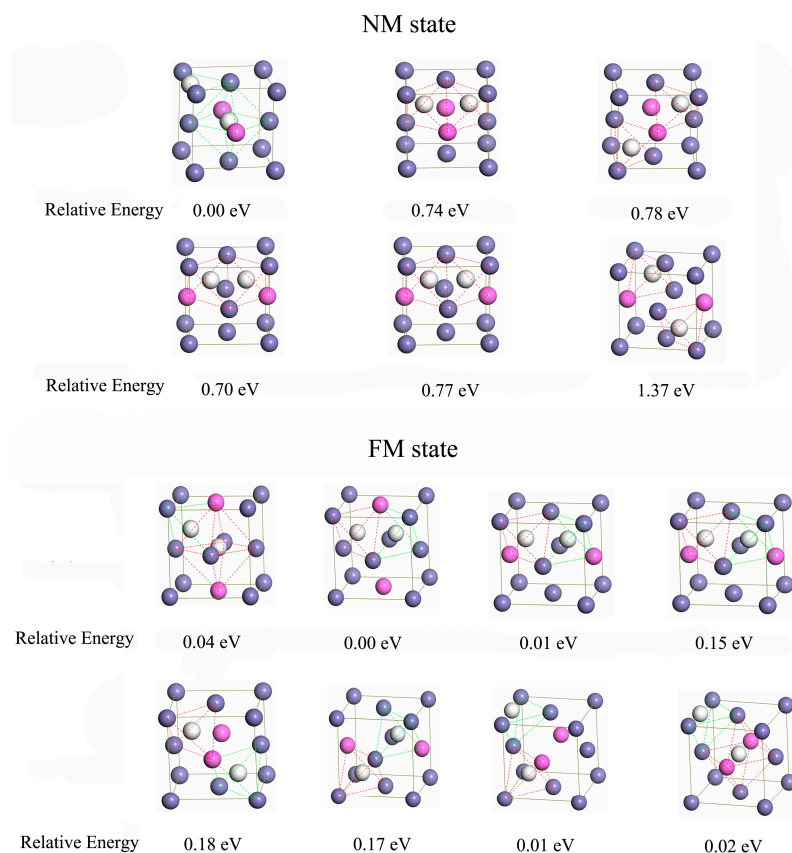 NM state
Relative Energy 0.00 eV 0.74 eV 0.78 eV
Relative Energy 0.70 eV 0.77 eV 1.37 eV
FM state
Relative Energy 0.04 eV 0.00 eV 0.01 eV 0.15 eV
Relative Energy 0.18 eV 0.17 eV 0.01 eV 0.02 eV